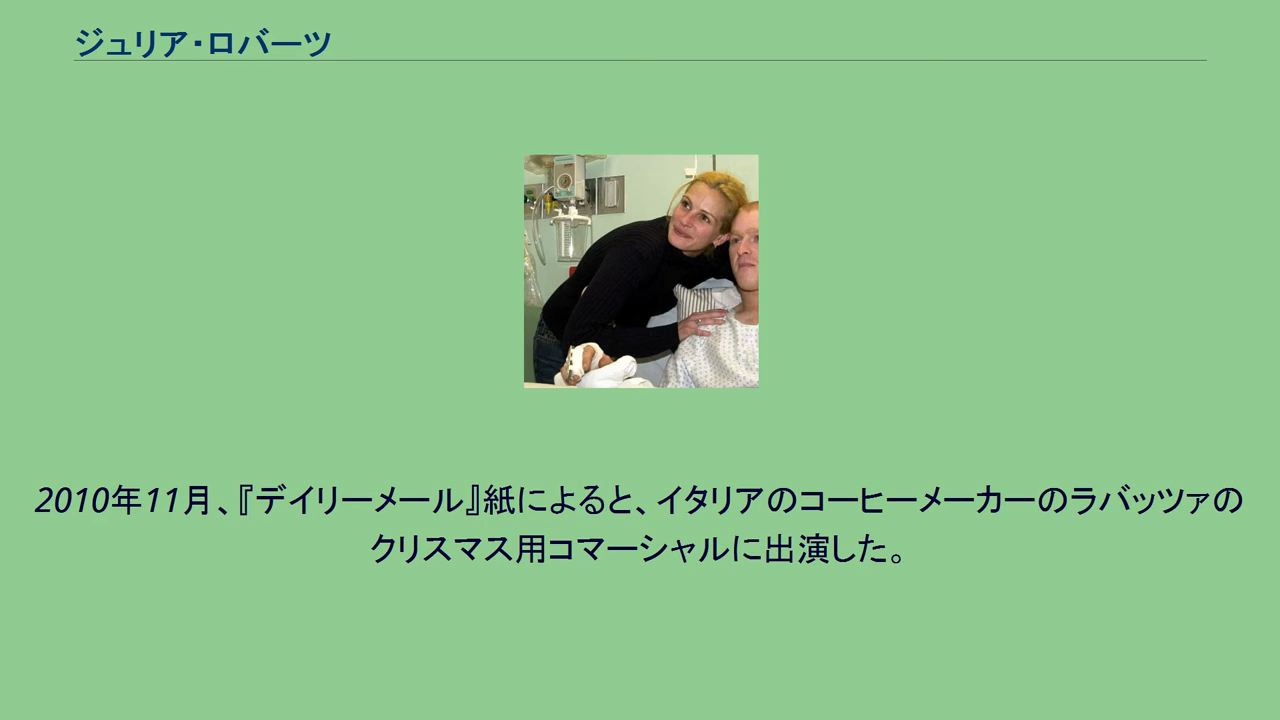 ジュリア・ロバーツ
2010年11月、『デイリーメール』紙によると、イタリアのコーヒーメーカーのラバッツァの
クリスマス用コマーシャルに出演した。